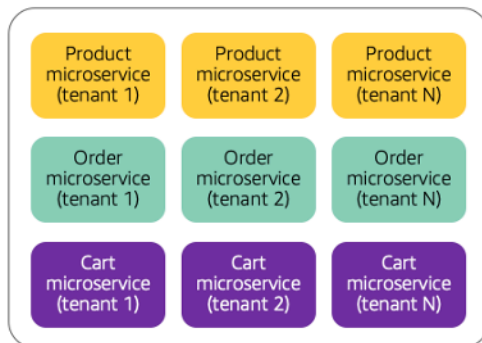 Product
microservice
(tenant 1)
Product
microservice
(tenant 2)
Product
microservice
(tenant N)
Order
microservice
(tenant 1)
Order
microservice
(tenant 2)
Order
microservice
(tenant N)
Cart
microservice
(tenant 1)
Cart
microservice
(tenant 2)
Cart
microservice
(tenant N)